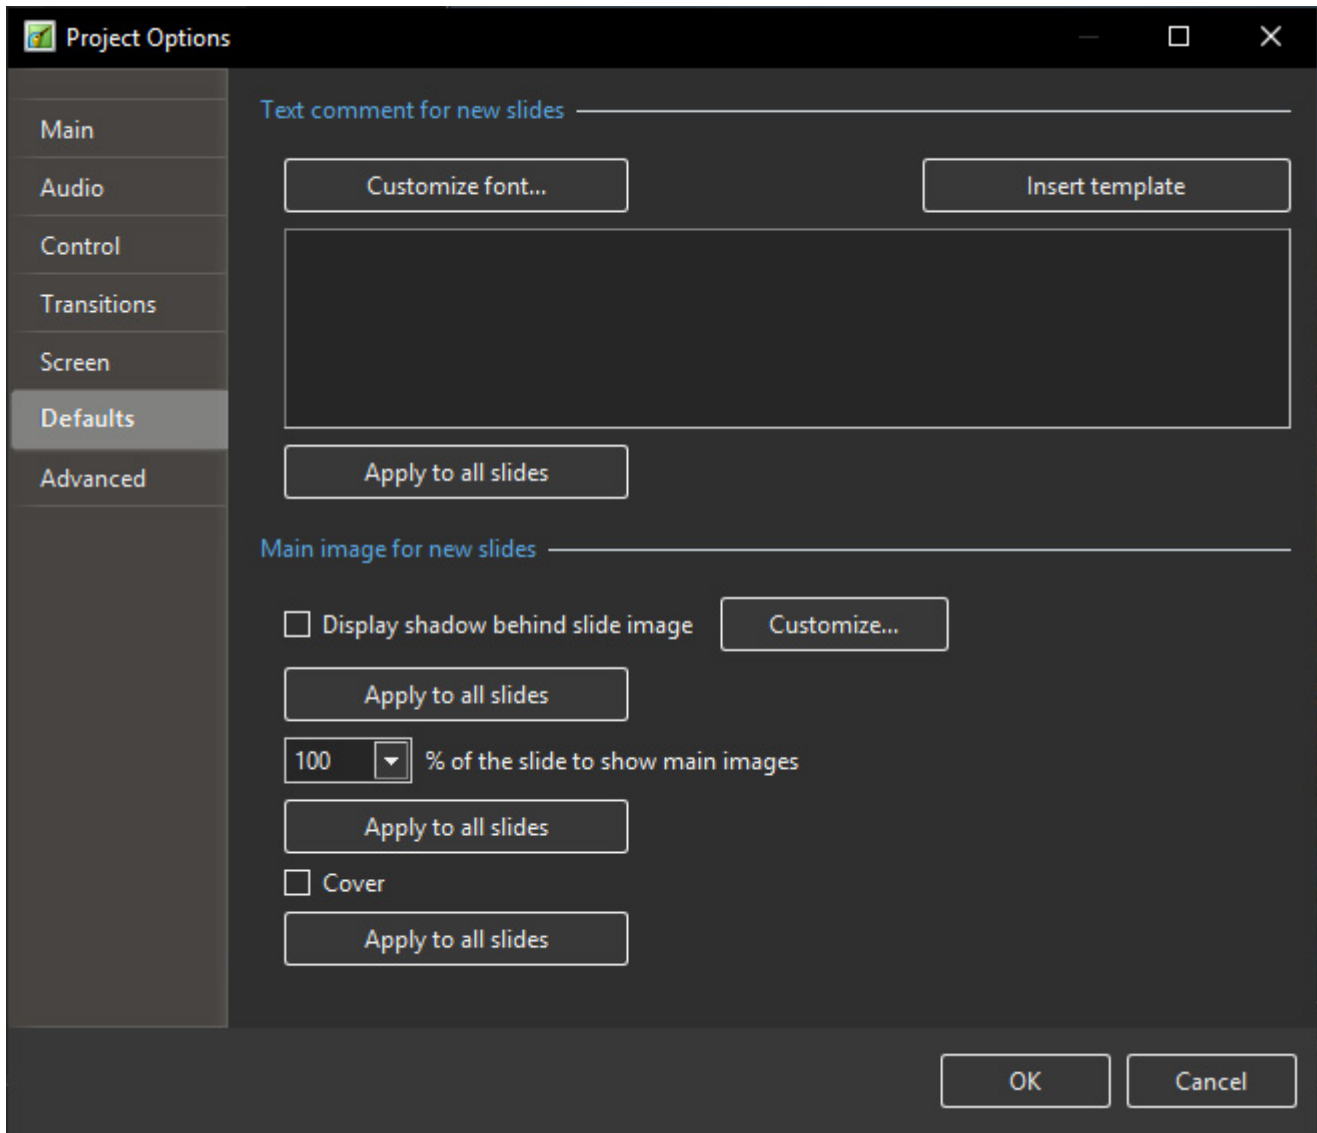 Project Options
Main
Audio
Control
Transitions
Screen
Defaults
Advanced
Text comment for new slides
Customize font...
Insert template
Apply to all slides
Main image for new slides
Display shadow behind slide image
Customize...
Apply to all slides
100 % of the slide to show main images
Apply to all slides
Cover
Apply to all slides
OK
Cancel